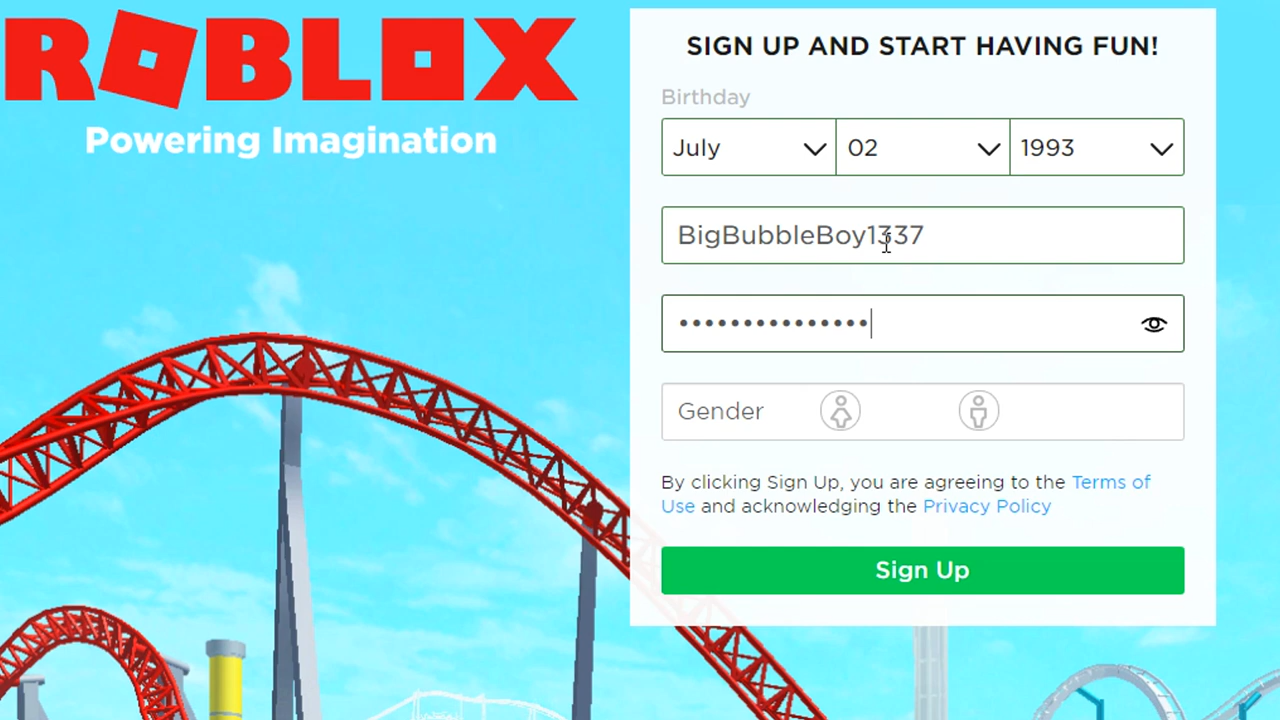 ROBLOX
Powering Imagination
SIGN UP AND START HAVING FUN!
Birthday
July 02 1993
BigBubbleBoy1337
•••••••••••••••
Gender
By clicking Sign Up, you are agreeing to the Terms of
Use and acknowledging the Privacy Policy
Sign Up